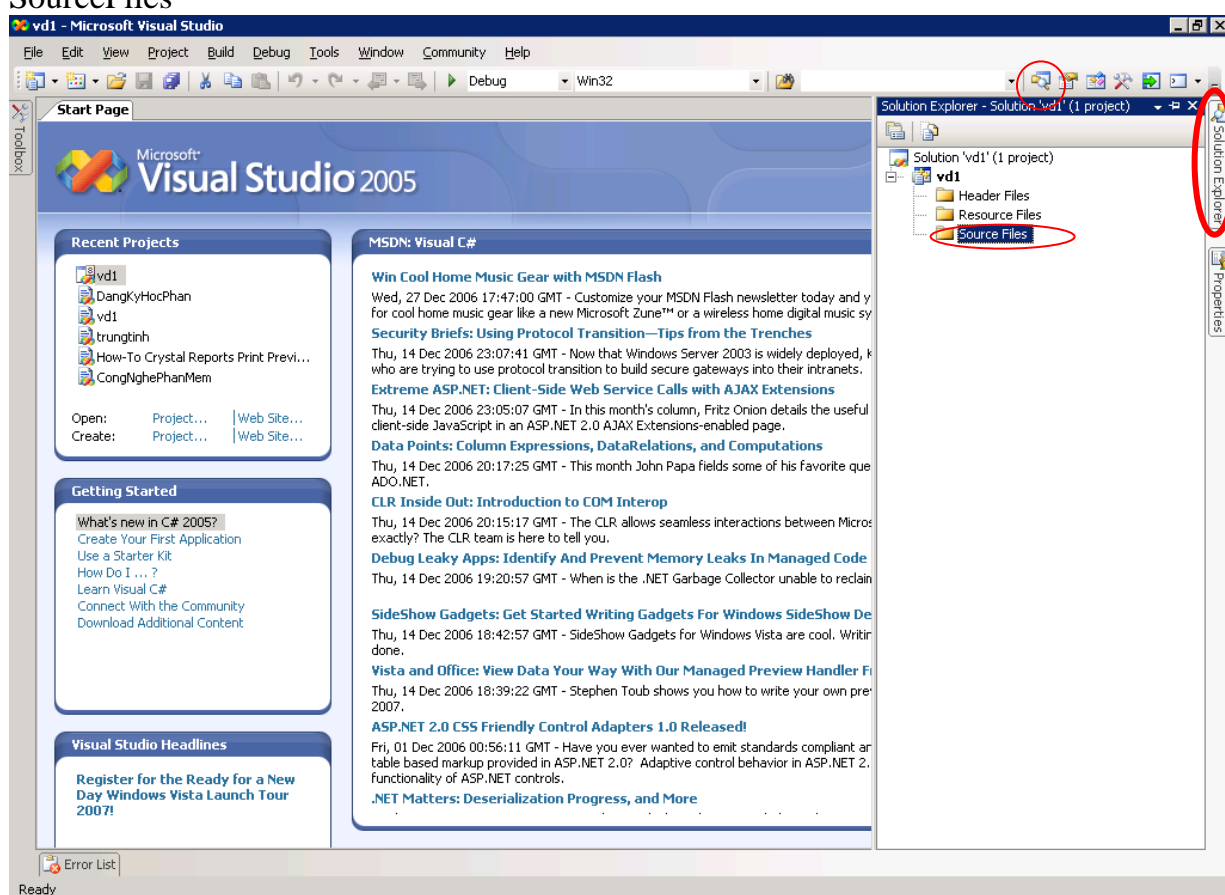 SourceFiles
vd1 - Microsoft Visual Studio
File Edit View Project Build Debug Tools Window Community Help
Debug Win32
Toolbox
Start Page
Microsoft
Visual Studio 2005
Recent Projects
vd1
DangKyHocPhan
vd1
trungtinh
How-To Crystal Reports Print Previ...
CongNghePhanMem
Open: Project... Web Site...
Create: Project... Web Site...
Getting Started
What's new in C# 2005?
Create Your First Application
Use a Starter Kit
How Do I ... ?
Learn Visual C#
Connect With the Community
Download Additional Content
Visual Studio Headlines
Register for the Ready for a New
Day Windows Vista Launch Tour
2007!
MSDN: Visual C#
Win Cool Home Music Gear with MSDN Flash
Wed, 27 Dec 2006 17:47:00 GMT - Customize your MSDN Flash newsletter today and y
for cool home music gear like a new Microsoft Zune™ or a wireless home digital music sy
Security Briefs: Using Protocol Transition—Tips from the Trenches
Thu, 14 Dec 2006 23:07:41 GMT - Now that Windows Server 2003 is widely deployed,
who are trying to use protocol transition to build secure gateways into their intranets.
Extreme ASP.NET: Client-Side Web Service Calls with AJAX Extensions
Thu, 14 Dec 2006 23:05:07 GMT - In this month's column, Fritz Onion details the useful
client-side JavaScript in an ASP.NET 2.0 AJAX Extensions-enabled page.
Data Points: Column Expressions, DataRelations, and Computations
Thu, 14 Dec 2006 20:17:25 GMT - This month John Papa fields some of his favorite que
ADO.NET.
CLR Inside Out: Introduction to COM Interop
Thu, 14 Dec 2006 20:15:17 GMT - The CLR allows seamless interactions between Micros
exactly? The CLR team is here to tell you.
Debug Leaky Apps: Identify And Prevent Memory Leaks In Managed Code
Thu, 14 Dec 2006 19:20:57 GMT - When is the .NET Garbage Collector unable to reclain
SideShow Gadgets: Get Started Writing Gadgets For Windows SideShow De
Thu, 14 Dec 2006 18:42:57 GMT - SideShow Gadgets for Windows Vista are cool. Writin
done.
Vista and Office: View Data Your Way With Our Managed Preview Handler F
Thu, 14 Dec 2006 18:39:22 GMT - Stephen Toub shows you how to write your own pre
2007.
ASP.NET 2.0 CSS Friendly Control Adapters 1.0 Released!
Fri, 01 Dec 2006 00:56:11 GMT - Have you ever wanted to emit standards compliant ar
table based markup provided in ASP.NET 2.0? Adaptive control behavior in ASP.NET 2.
functionality of ASP.NET controls.
.NET Matters: Deserialization Progress, and More
Solution Explorer - Solution 'vd1' (1 project)
Solution 'vd1' (1 project)
vd1
Header Files
Resource Files
Source Files
Solution Explorer
Properties
Error List
Ready